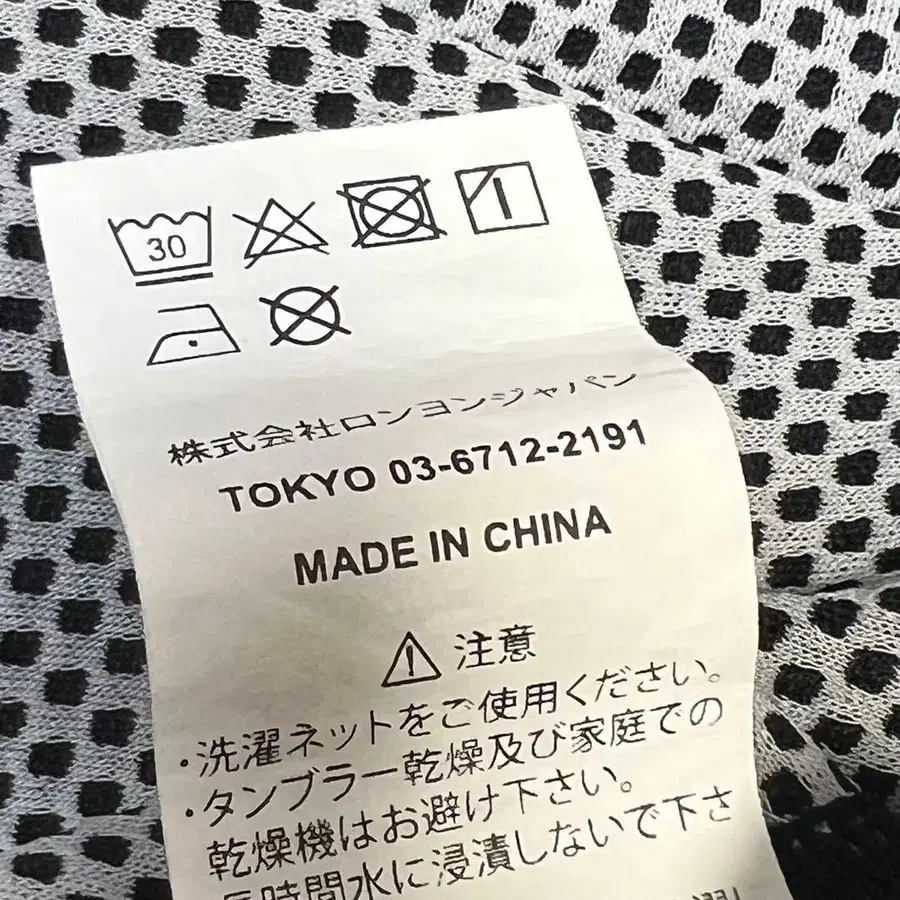 30
株式会社ロンヨンジャパン
TOKYO 03-6712-2191
MADE IN CHINA
注意
・洗濯ネットをご使用ください。
・タンブラー乾燥及び家庭での
乾燥機はお避け下さい。
長時間水に浸漬しないで下さ